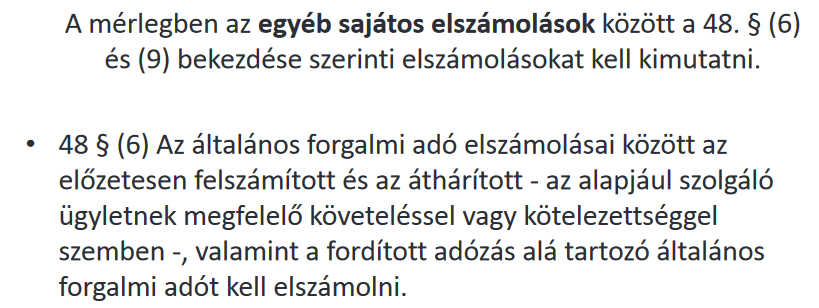 A mérlegben az egyéb sajátos elszámolások között a 48. § (6)
és (9) bekezdése szerinti elszámolásokat kell kimutatni.
• 48 § (6) Az általános forgalmi adó elszámolásai között az
előzetesen felszámított és az áthárított - az alapjául szolgáló
ügyletnek megfelelő követeléssel vagy kötelezettséggel
szemben -, valamint a fordított adózás alá tartozó általános
forgalmi adót kell elszámolni.